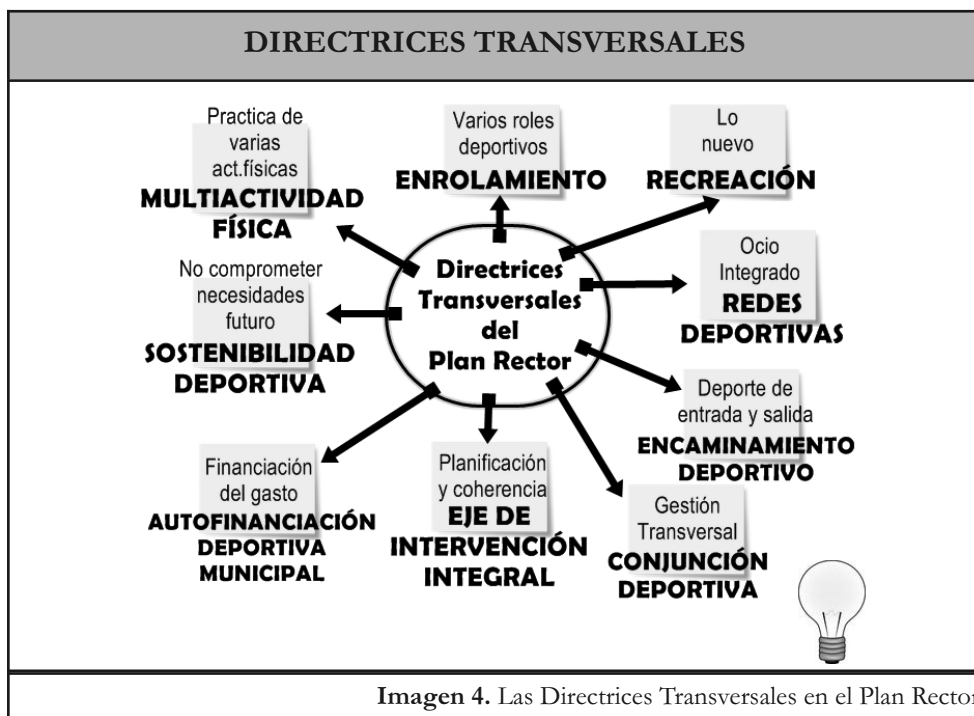 DIRECTRICES TRANSVERSALES
Practica de
varias
act.físicas
MULTIACTIVIDAD
FÍSICA
Varios roles
deportivos
ENROLAMIENTO
Lo
nuevo
RECREACIÓN
No comprometer
necesidades
futuro
SOSTENIBILIDAD
DEPORTIVA
Directrices
Transversales
del
Plan Rector
Ocio
Integrado
REDES
DEPORTIVAS
Deporte de
entrada y salida
ENCAMINAMIENTO
DEPORTIVO
Financiación
del gasto
AUTOFINANCIACIÓN
DEPORTIVA
MUNICIPAL
Planificación
y coherencia
EJE DE
INTERVENCIÓN
INTEGRAL
Gestión
Transversal
CONJUNCIÓN
DEPORTIVA
Imagen 4. Las Directrices Transversales en el Plan Rector